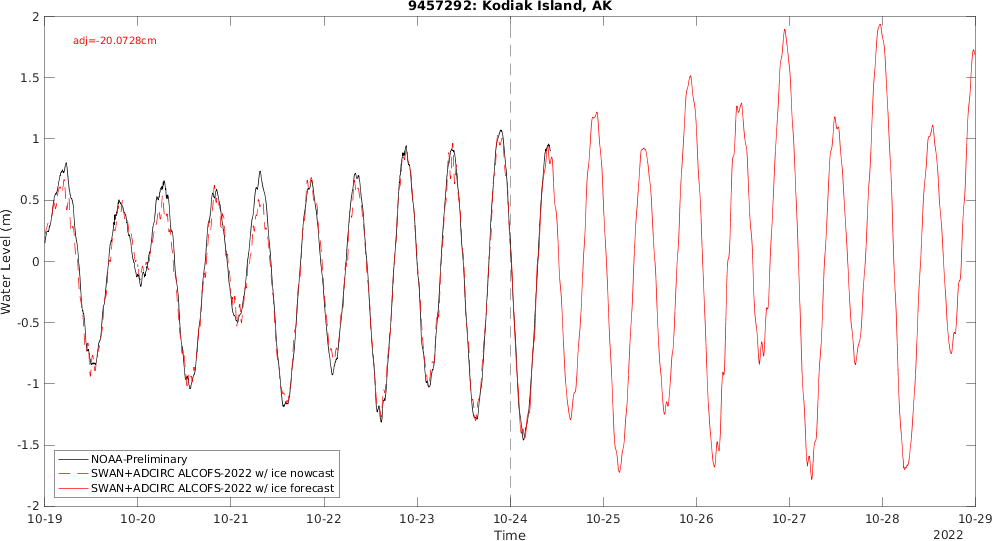 9457292: Kodiak Island, AK
adj=-20.0728cm
Water Level (m)
2
1.5
1
0.5
0
-0.5
-1
-1.5
-2
NOAA-Preliminary
SWAN+ADCIRC ALCOFS-2022 w/ ice nowcast
SWAN+ADCIRC ALCOFS-2022 w/ ice forecast
10-19 10-20 10-21 10-22 10-23 10-24 10-25 10-26 10-27 10-28 10-29
Time
2022